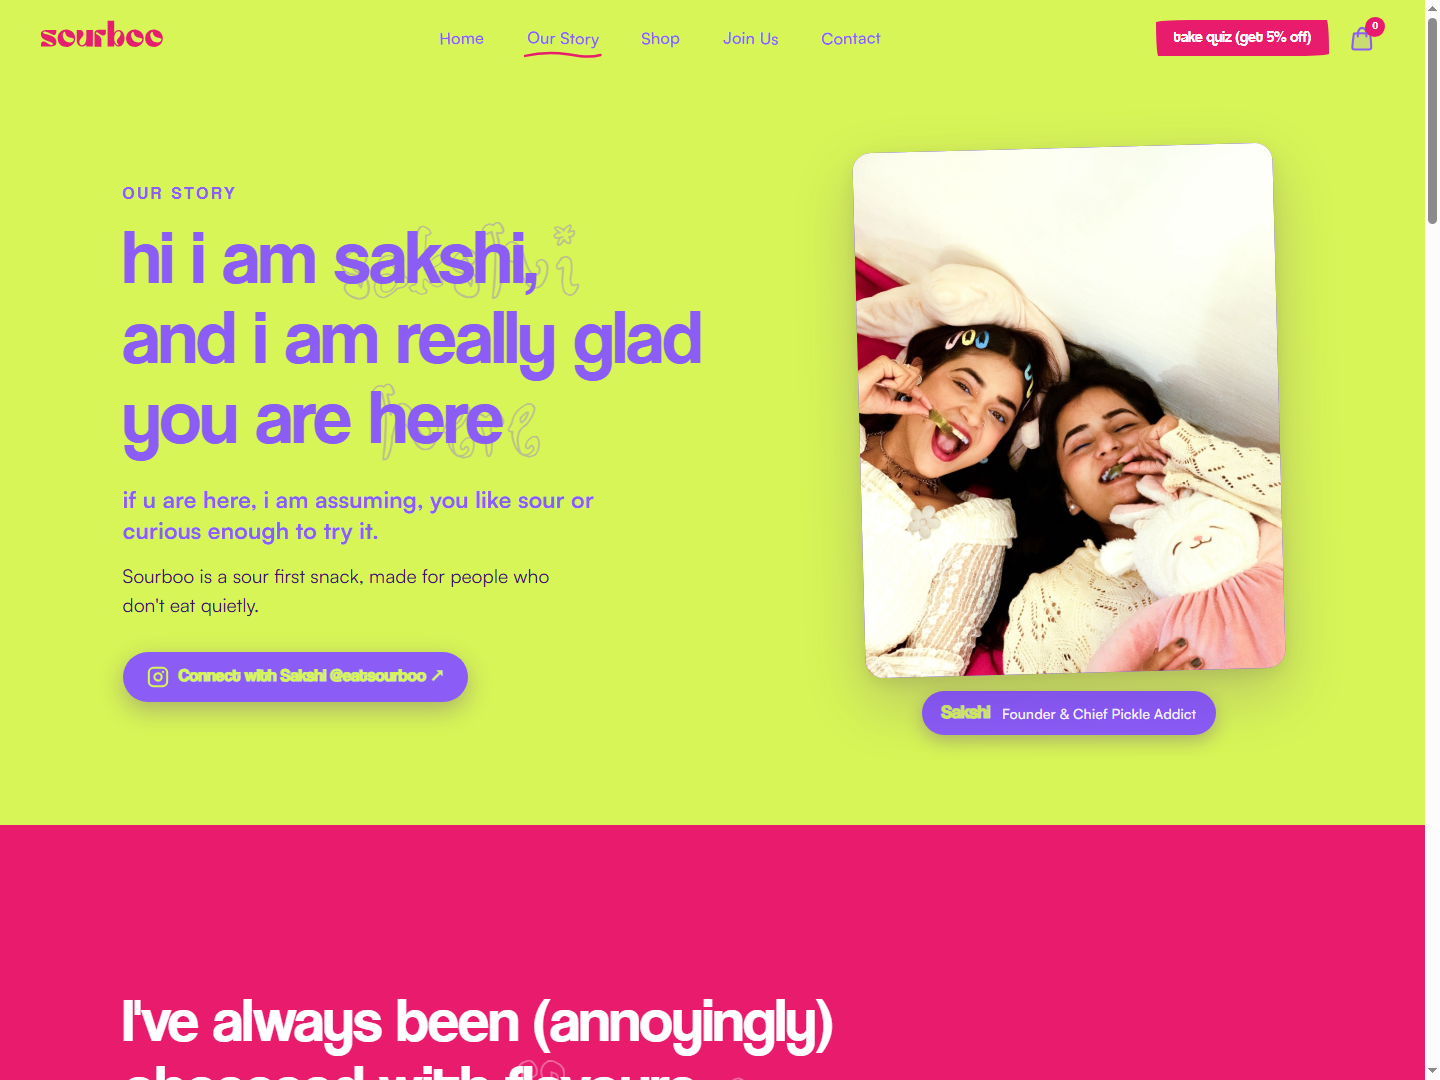 sourboo
Home
Our Story
Shop
Join Us
Contact
take quiz (get 5% off)
0
OUR STORY
hi i am sakshi,
and i am really glad
you are here
if u are here, i am assuming, you like sour or
curious enough to try it.
Sourboo is a sour first snack, made for people who
don't eat quietly.
Connect with Sakshi @eatsourboo ↗
Sakshi Founder & Chief Pickle Addict
I've always been (annoyingly)
obsessed with flavours